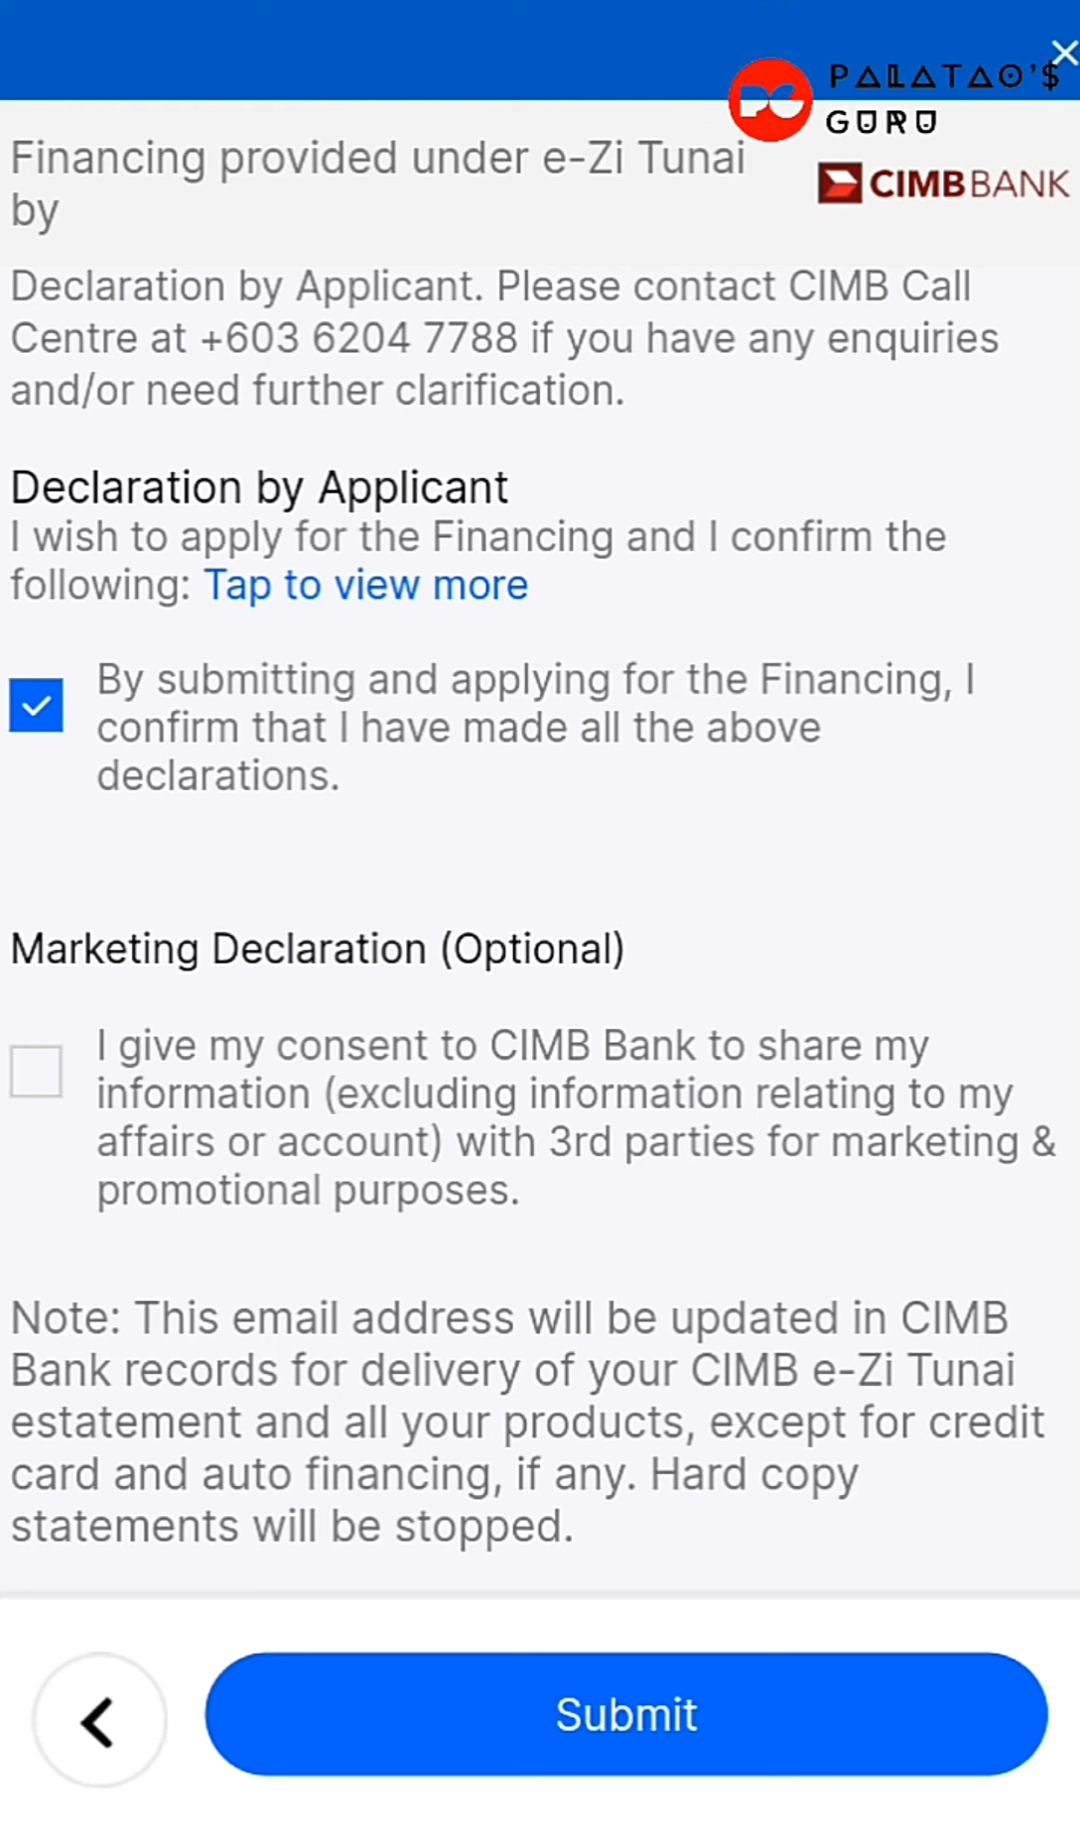 PALATAO'$
GURU
Financing provided under e-Zi Tunai
by
CIMB BANK
Declaration by Applicant. Please contact CIMB Call
Centre at +603 6204 7788 if you have any enquiries
and/or need further clarification.
Declaration by Applicant
I wish to apply for the Financing and I confirm the
following: Tap to view more
By submitting and applying for the Financing, I
confirm that I have made all the above
declarations.
Marketing Declaration (Optional)
I give my consent to CIMB Bank to share my
information (excluding information relating to my
affairs or account) with 3rd parties for marketing &
promotional purposes.
Note: This email address will be updated in CIMB
Bank records for delivery of your CIMB e-Zi Tunai
estatement and all your products, except for credit
card and auto financing, if any. Hard copy
statements will be stopped.
Submit